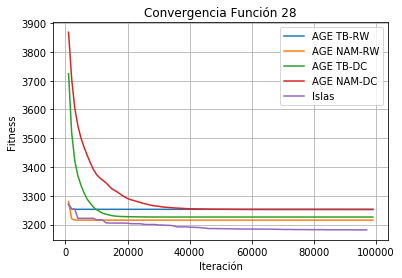 Convergencia Función 28
3900
3800
3700
3600
3500
3400
3300
3200
Fitness
AGE TB-RW
AGE NAM-RW
AGE TB-DC
AGE NAM-DC
Islas
0 20000 40000 60000 80000 100000
Iteración